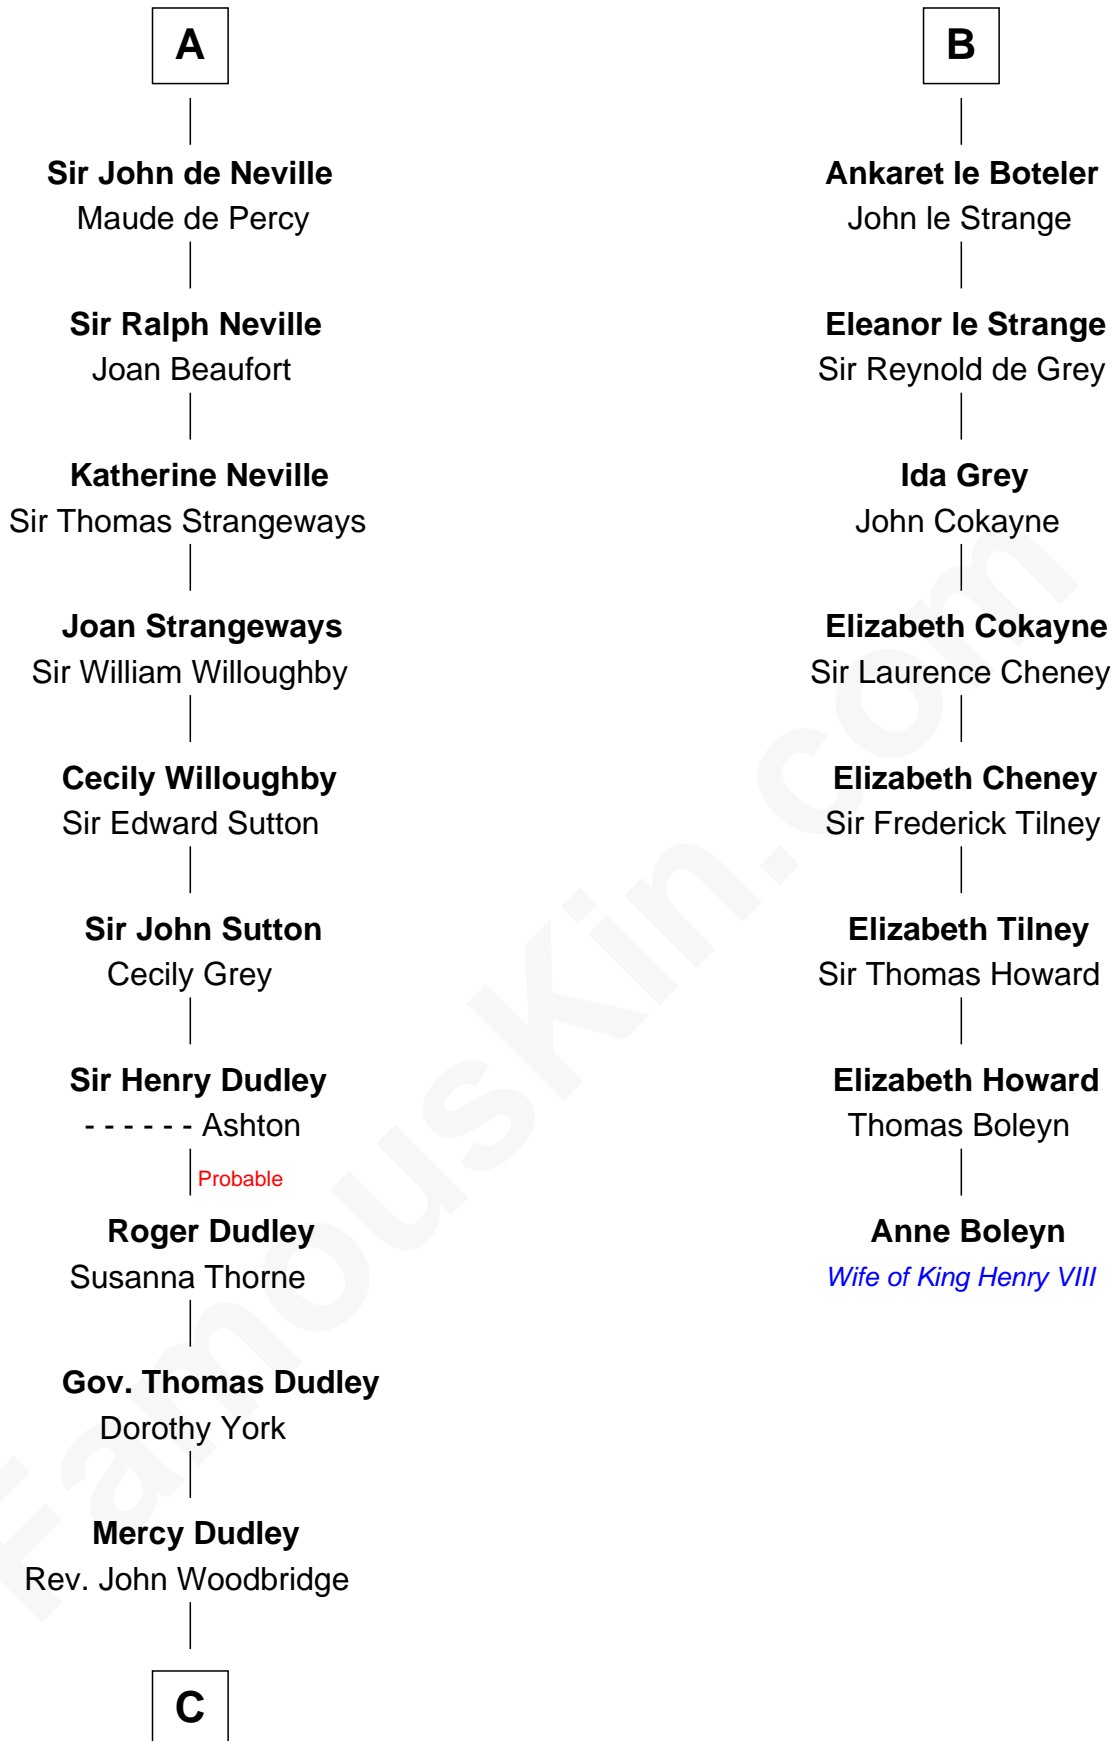 A
Sir John de Neville
Maude de Percy
Sir Ralph Neville
Joan Beaufort
Katherine Neville
Sir Thomas Strangeways
Joan Strangeways
Sir William Willoughby
Cecily Willoughby
Sir Edward Sutton
Sir John Sutton
Cecily Grey
Sir Henry Dudley
- - - - - - Ashton
Probable
Roger Dudley
Susanna Thorne
Gov. Thomas Dudley
Dorothy York
Mercy Dudley
Rev. John Woodbridge
C
B
Ankaret le Boteler
John le Strange
Eleanor le Strange
Sir Reynold de Grey
Ida Grey
John Cokayne
Elizabeth Cokayne
Sir Laurence Cheney
Elizabeth Cheney
Sir Frederick Tilney
Elizabeth Tilney
Sir Thomas Howard
Elizabeth Howard
Thomas Boleyn
Anne Boleyn
Wife of King Henry VIII
FamousKin.com